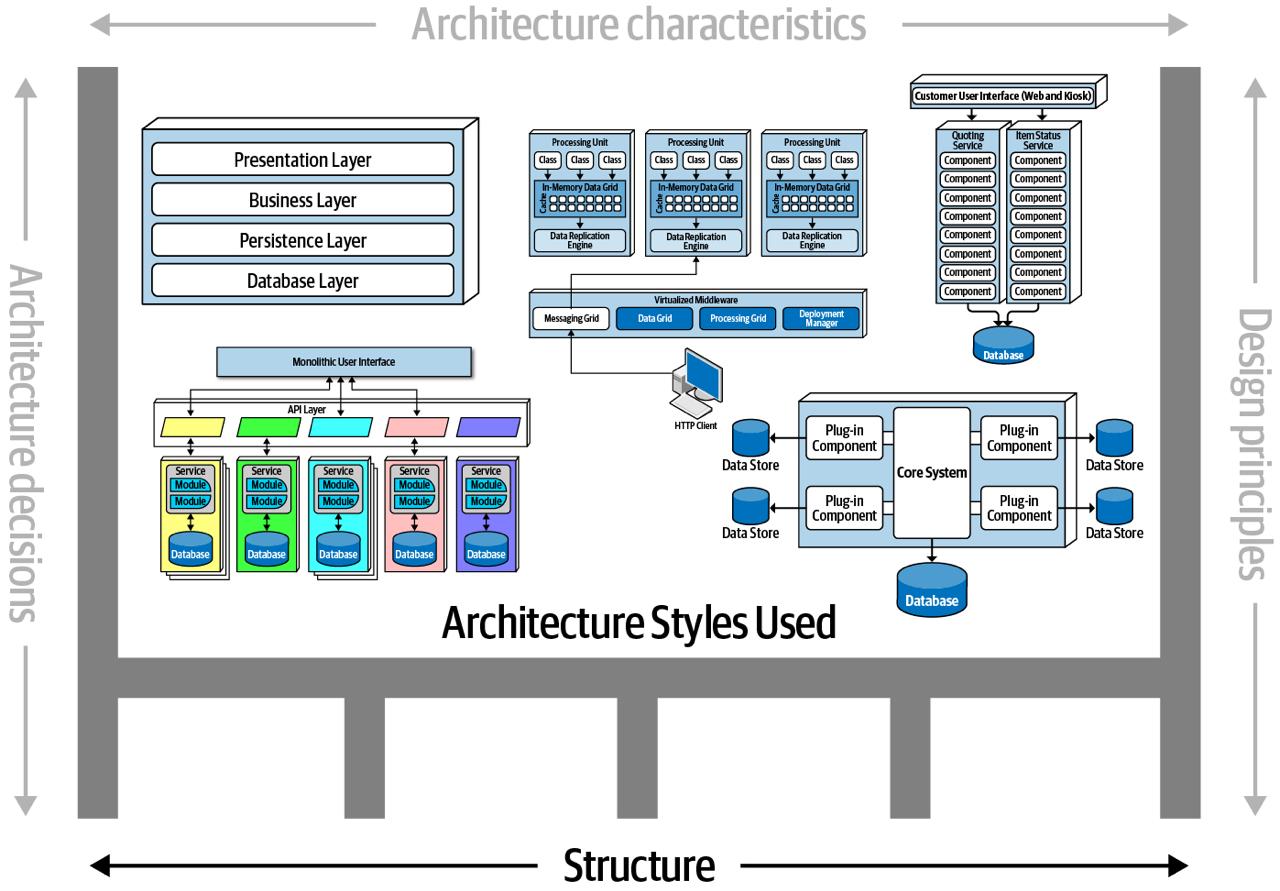 Architecture characteristics
Architecture decisions
Design principles
Presentation Layer
Business Layer
Persistence Layer
Database Layer
Processing Unit
Class
Class
Class
In-Memory Data Grid
Cache
Data Replication
Engine
Processing Unit
Class
Class
Class
In-Memory Data Grid
Cache
Data Replication
Engine
Processing Unit
Class
Class
Class
In-Memory Data Grid
Cache
Data Replication
Engine
Virtualized Middleware
Messaging Grid
Data Grid
Processing Grid
Deployment
Manager
HTTP Client
Customer User Interface (Web and Kiosk)
Quoting
Service
Component
Component
Component
Component
Component
Component
Component
Component
Item Status
Service
Component
Component
Component
Component
Component
Component
Component
Component
Database
Monolithic User Interface
API Layer
Service
Module
Module
Database
Service
Module
Module
Database
Service
Module
Module
Database
Service
Module
Module
Database
Service
Module
Module
Database
Data Store
Data Store
Plug-in
Component
Plug-in
Component
Core System
Plug-in
Component
Plug-in
Component
Data Store
Data Store
Database
Architecture Styles Used
Structure